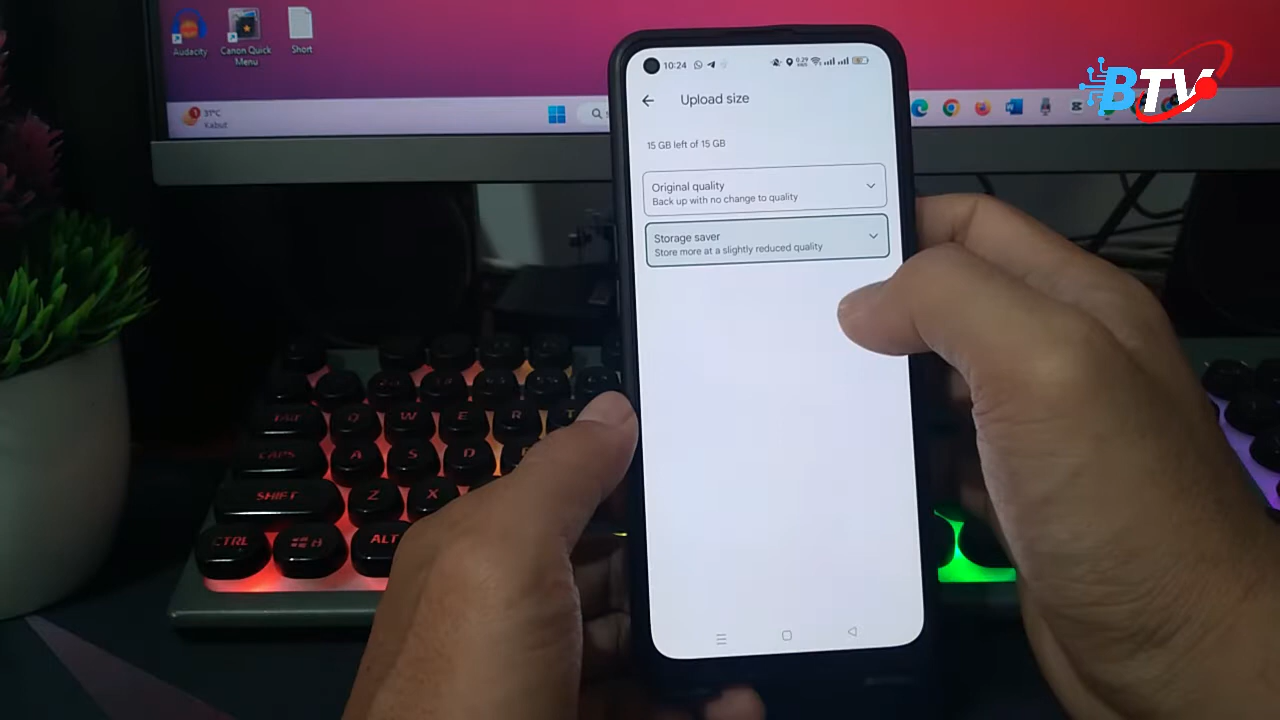 Audacity
Canon Quick
Menu
Short
31°C
Kabut
BTV
10:24
Upload size
15 GB left of 15 GB
Original quality
Back up with no change to quality
Storage saver
Store more at a slightly reduced quality
TAB
Q
W
E
R
T
CAPS
A
S
D
SHIFT
Z
X
CTRL
ALT